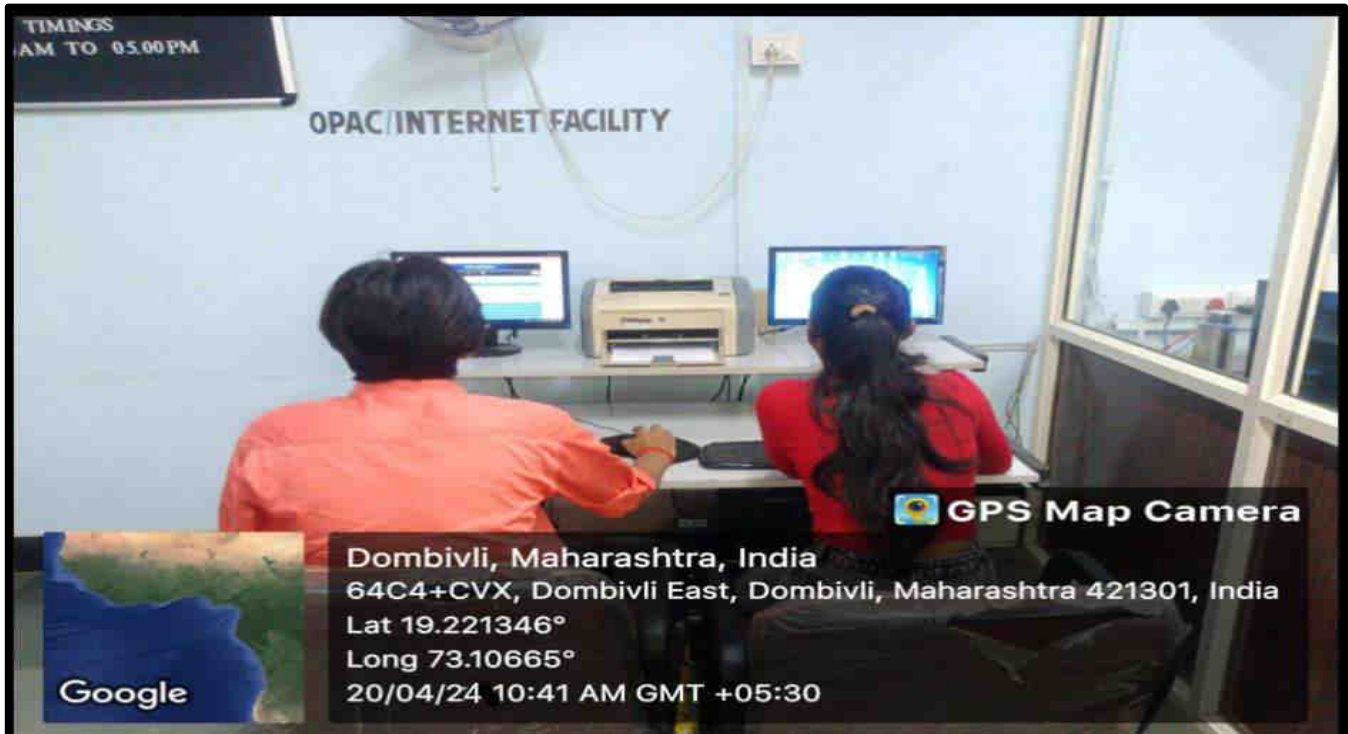 TIMINGS
AM TO 05.00PM
OPAC/INTERNET FACILITY
GPS Map Camera
Dombivli, Maharashtra, India
64C4+CVX, Dombivli East, Dombivli, Maharashtra 421301, India
Lat 19.221346°
Long 73.10665°
20/04/24 10:41 AM GMT +05:30
Google